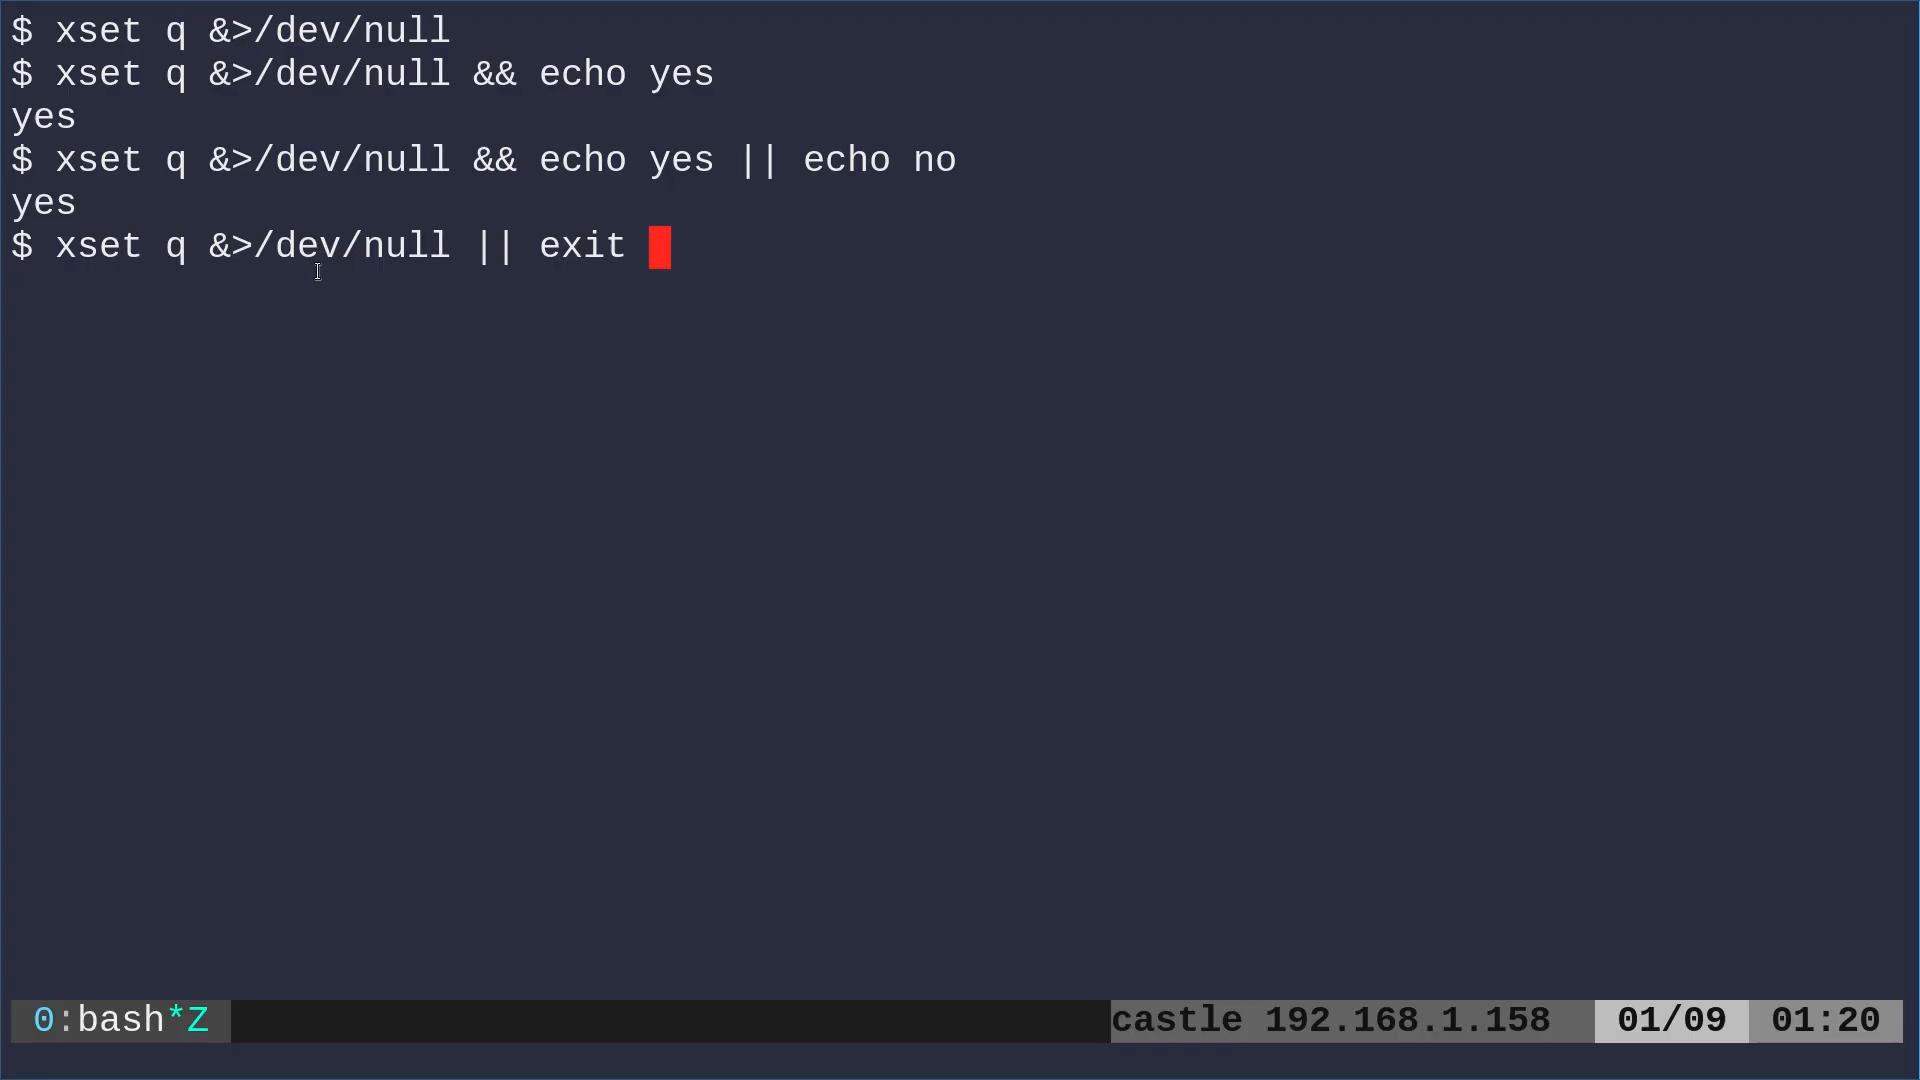 $ xset q &>/dev/null
$ xset q &>/dev/null && echo yes
yes
$ xset q &>/dev/null && echo yes || echo no
yes
$ xset q &>/dev/null || exit
0:bash*Z castle 192.168.1.158 01/09 01:20